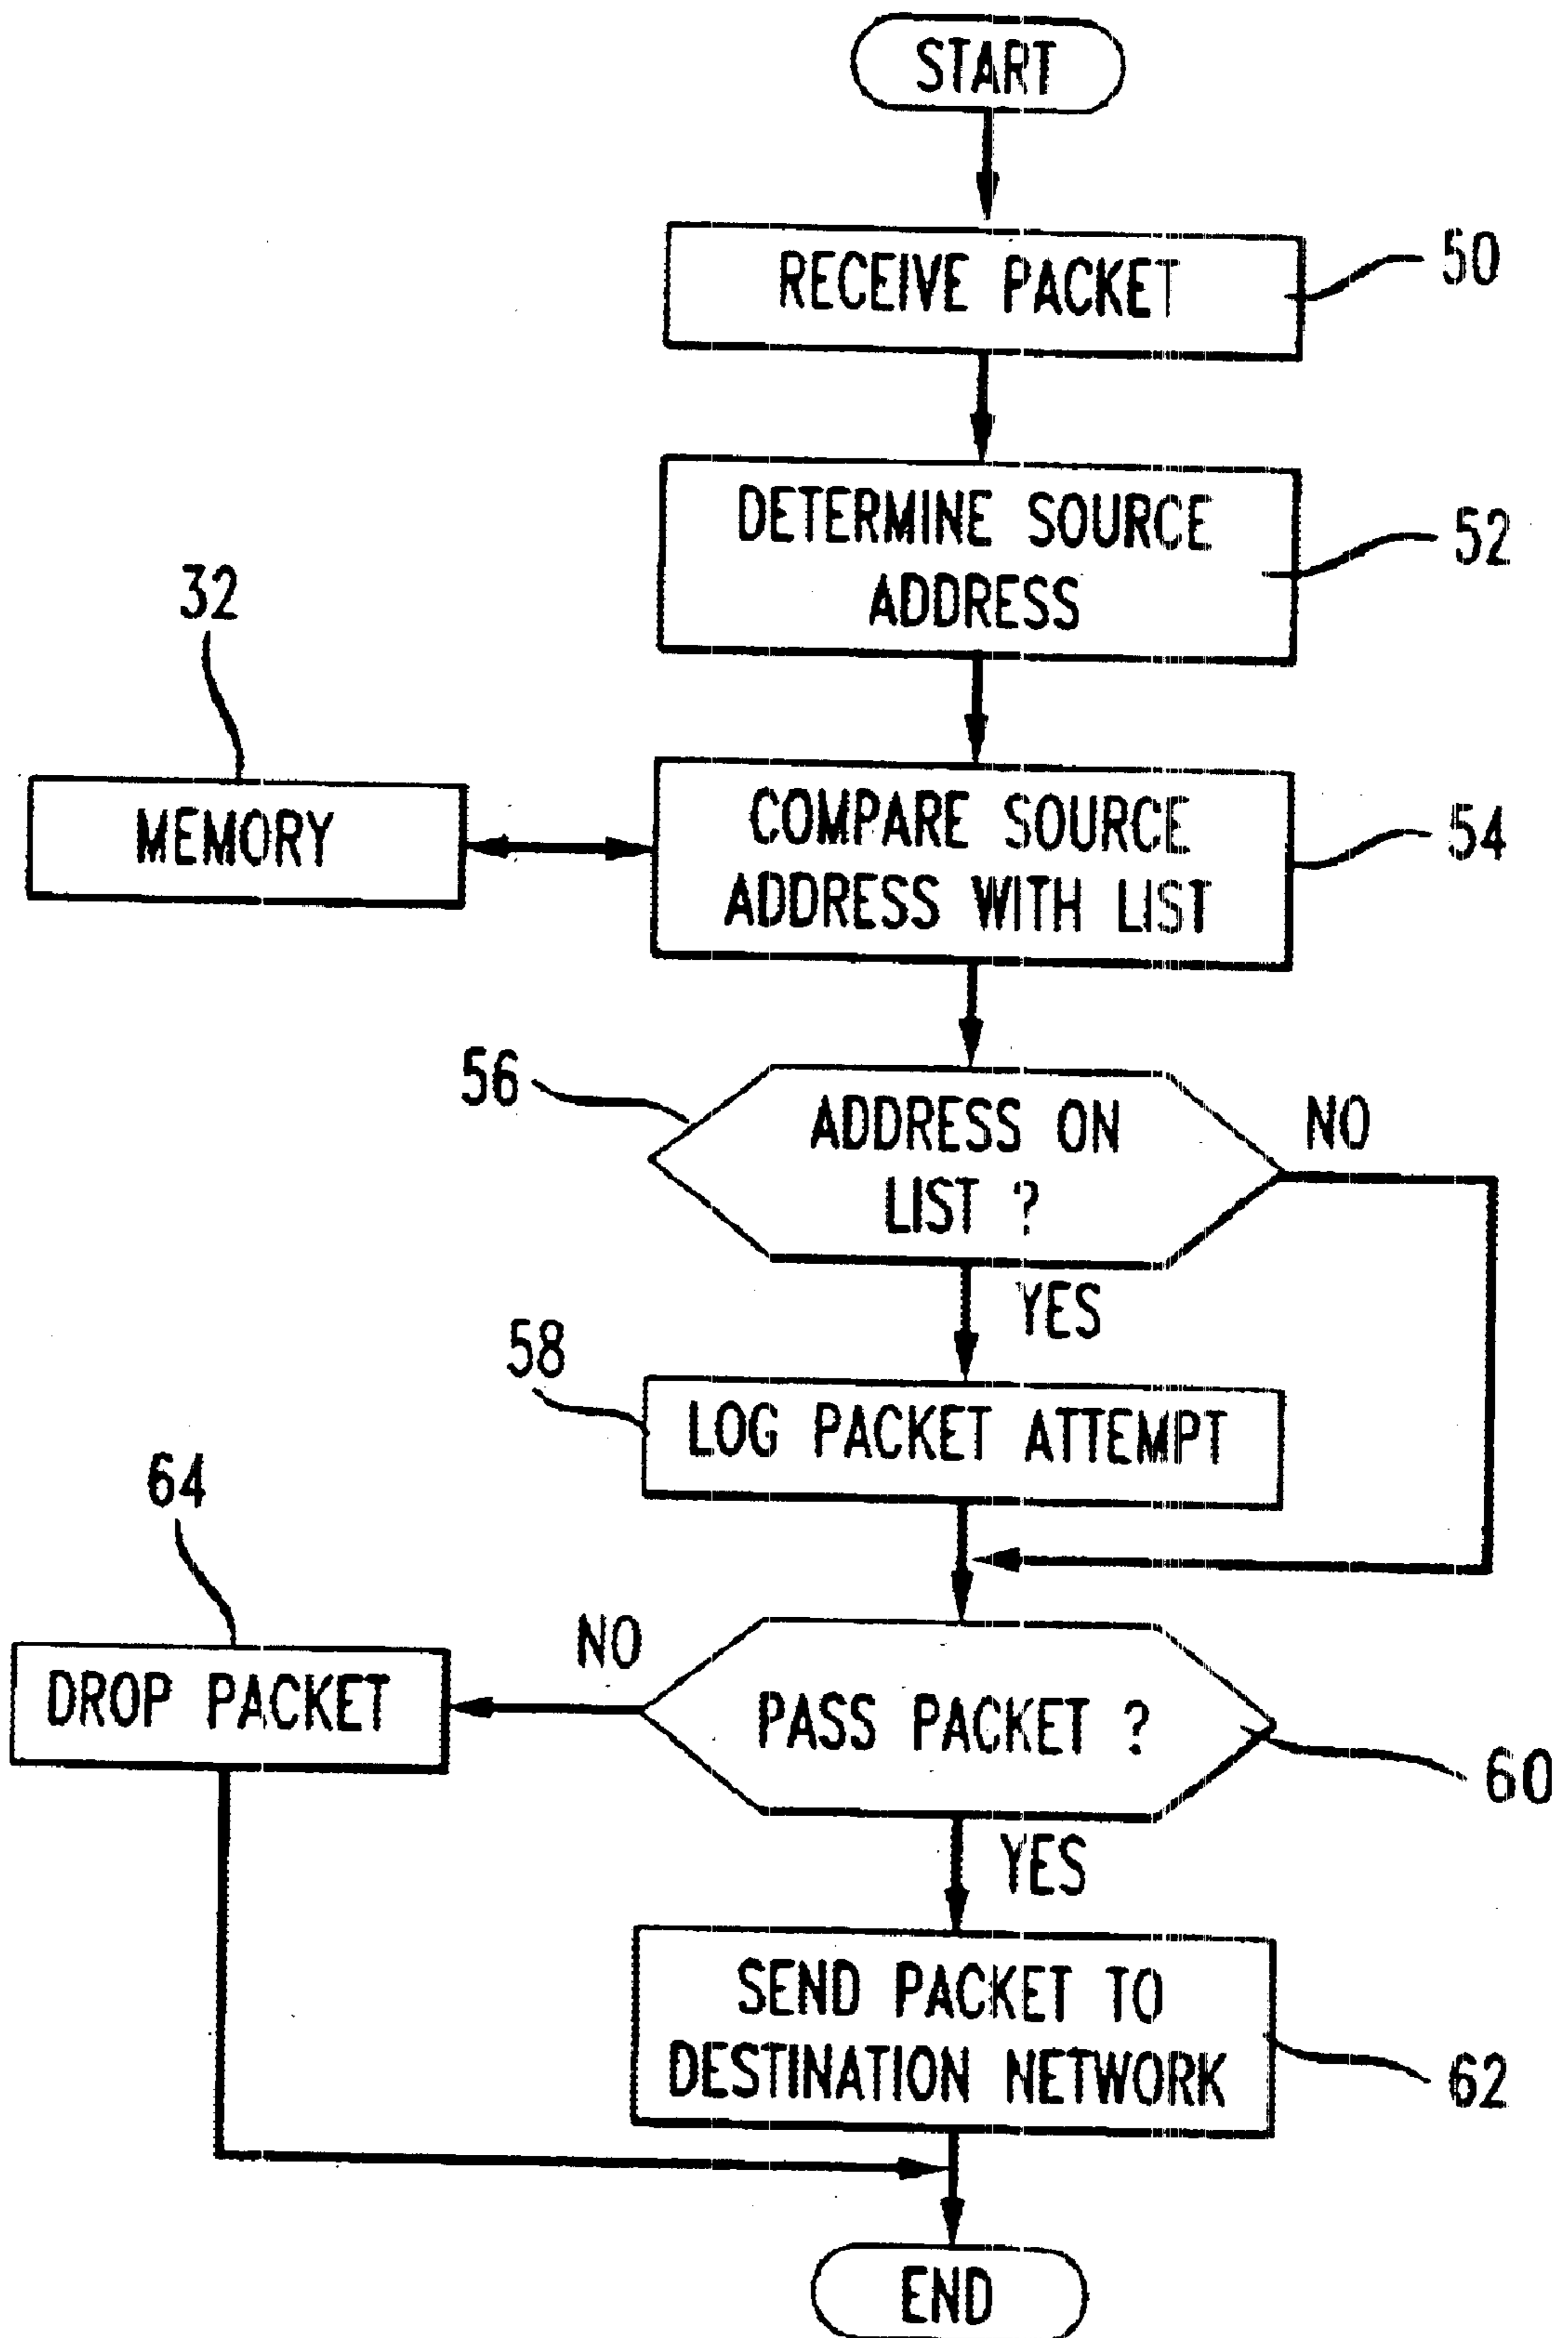 START
RECEIVE PACKET
50
DETERMINE SOURCE
ADDRESS
52
32
MEMORY
COMPARE SOURCE
ADDRESS WITH LIST
54
56
ADDRESS ON
LIST ?
NO
YES
58
LOG PACKET ATTEMPT
64
DROP PACKET
NO
PASS PACKET ?
60
YES
SEND PACKET TO
DESTINATION NETWORK
62
END